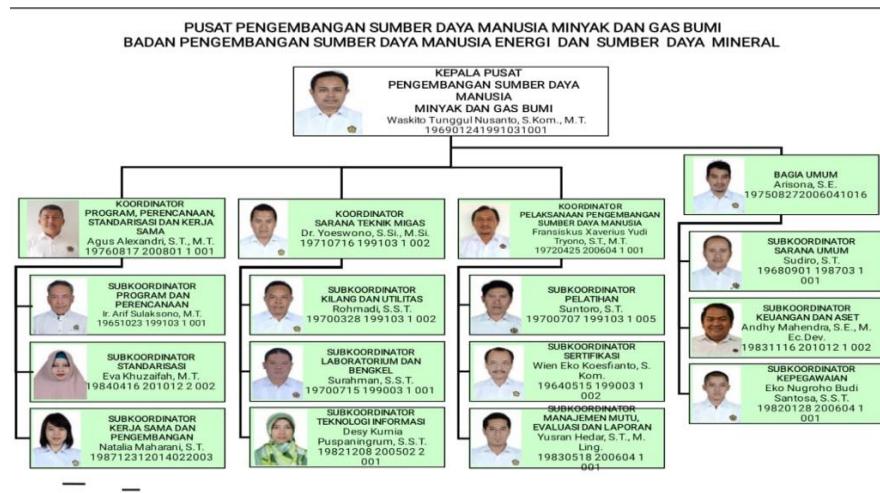 PUSAT PENGEMBANGAN SUMBER DAYA MANUSIA MINYAK DAN GAS BUMI
BADAN PENGEMBANGAN SUMBER DAYA MANUSIA ENERGI DAN SUMBER DAYA MINERAL
KEPALA PUSAT
PENGEMBANGAN SUMBER DAYA
MANUSIA
MINYAK DAN GAS BUMI
Waskito Tunggul Nusanto, S.Kom., M.T.
196901241991031001
KOORDINATOR
PROGRAM, PERENCANAAN,
STANDARISASI DAN KERJA
SAMA
Agus Alexandri, S.T., M.T.
19760817 200801 1 001
SUBKOORDINATOR
PROGRAM DAN
PERENCANAAN
Ir. Arif Sulaksono, M.T.
19651023 199103 1 001
SUBKOORDINATOR
STANDARISASI
Eva Khuzaifah, M.T.
19840416 201012 2 002
SUBKOORDINATOR
KERJA SAMA DAN
PENGEMBANGAN
Natalia Maharani, S.T.
198712312014022003
KOORDINATOR
SARANA TEKNIK MIGAS
Dr. Yoeswono, S.Si., M.Si.
19710716 199103 1 002
SUBKOORDINATOR
KILANG DAN UTILITAS
Rohmadi, S.S.T.
19700328 199103 1 002
SUBKOORDINATOR
LABORATORIUM DAN
BENGKEL
Surahman, S.S.T.
19700715 199003 1 001
SUBKOORDINATOR
TEKNOLOGI INFORMASI
Desy Kurnia
Puspaningrum, S.S.T.
19821208 200502 2
001
KOORDINATOR
PELAKSANAAN PENGEMBANGAN
SUMBER DAYA MANUSIA
Fransiskus Xaverius Yudi
Tryono, S.T., M.T.
19720425 200604 1 001
SUBKOORDINATOR
PELATIHAN
Suntoro, S.T.
19700707 199103 1 005
SUBKOORDINATOR
SERTIFIKASI
Wien Eko Koesfianto, S.
Kom.
19640515 199003 1
002
SUBKOORDINATOR
MANAJEMEN MUTU,
EVALUASI DAN LAPORAN
Yusran Hedar, S.T., M.
Ling.
19830518 200604 1
001
BAGIA UMUM
Arisona, S.E.
197508272006041016
SUBKOORDINATOR
SARANA UMUM
Sudiro, S.T.
19680901 198703 1
001
SUBKOORDINATOR
KEUANGAN DAN ASET
Andhy Mahendra, S.E., M.
Ec.Dev.
19831116 201012 1 002
SUBKOORDINATOR
KEPEGAWAIAN
Eko Nugroho Budi
Santosa, S.S.T.
19820128 200604 1
001